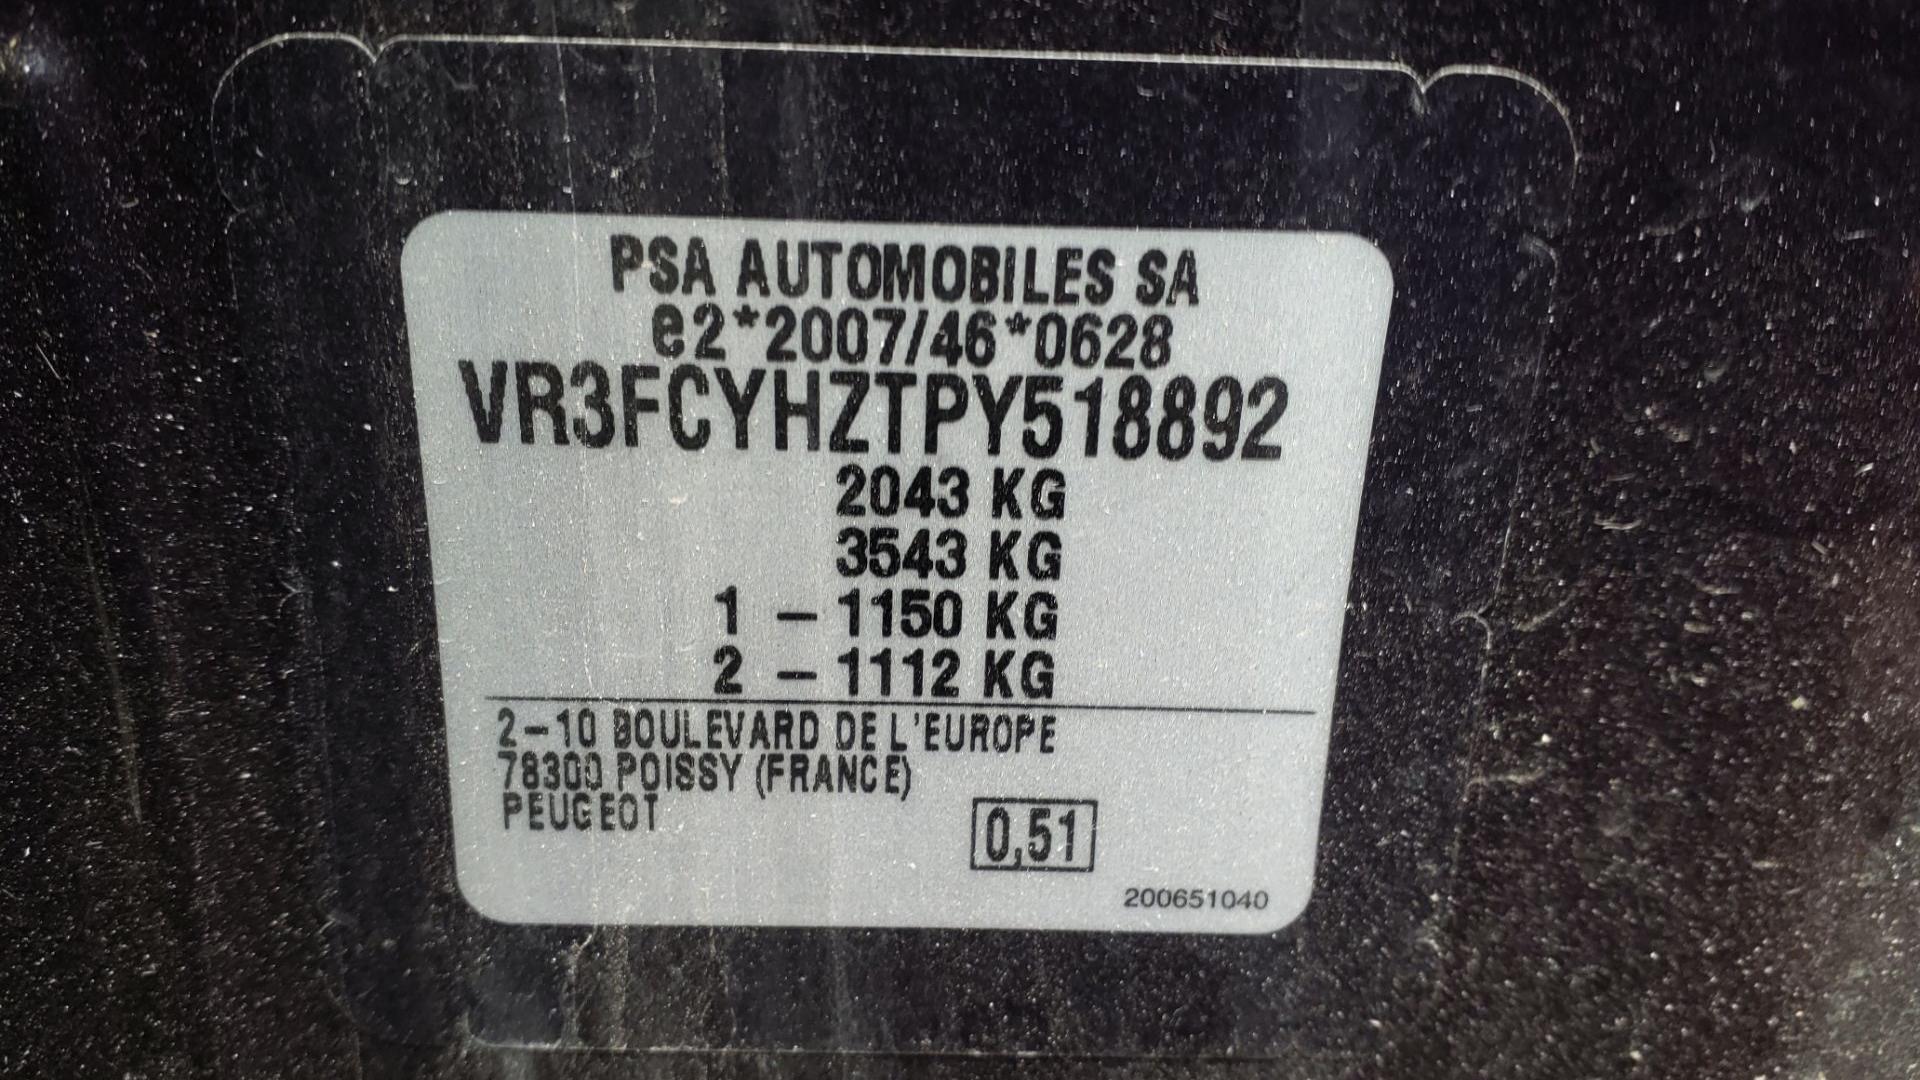 PSA AUTOMOBILES SA
e2*2007/46*0628
VR3FCYHZTPY518892
2043 KG
3543 KG
1 – 1150 KG
2 – 1112 KG
2–10 BOULEVARD DE L'EUROPE
78300 POISSY (FRANCE)
PEUGEOT
0,51
200651040